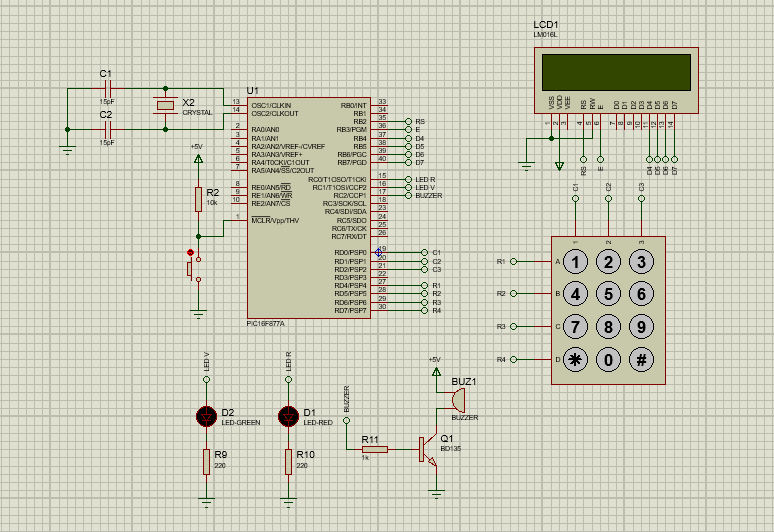 LCD1
LM016L
VSS VDD VEE RS RW E D0 D1 D2 D3 D4 D5 D6 D7
1 2 3 4 5 6 7 8 9 10 11 12 13 14
RS E D4 D5 D6 D7
C1
15pF
C2
15pF
X2
CRYSTAL
+5V
R2
10k
U1
13 OSC1/CLKIN
14 OSC2/CLKOUT
2 RA0/AN0
3 RA1/AN1
4 RA2/AN2/VREF-/CVREF
5 RA3/AN3/VREF+
6 RA4/T0CKI/C1OUT
7 RA5/AN4/SS/C2OUT
8 RE0/AN5/RD
9 RE1/AN6/WR
10 RE2/AN7/CS
1 MCLR/Vpp/THV
RB0/INT 33
RB1 34
RB2 35 RS
RB3/PGM 36 E
RB4 37 D4
RB5 38 D5
RB6/PGC 39 D6
RB7/PGD 40 D7
RC0/T1OSO/T1CKI 15 LED R
RC1/T1OSI/CCP2 16 LED V
RC2/CCP1 17 BUZZER
RC3/SCK/SCL 18
RC4/SDI/SDA 23
RC5/SDO 24
RC6/TX/CK 25
RC7/RX/DT 26
RD0/PSP0 19 C1
RD1/PSP1 20 C2
RD2/PSP2 21 C3
RD3/PSP3 22
RD4/PSP4 27 R1
RD5/PSP5 28 R2
RD6/PSP6 29 R3
RD7/PSP7 30 R4
PIC16F877A
C1 C2 C3
1 2 3
R1 A 1 2 3
R2 B 4 5 6
R3 C 7 8 9
R4 D * 0 #
LED V
D2
LED-GREEN
R9
220
LED R
D1
LED-RED
R10
220
BUZZER
R11
1k
+5V
BUZ1
BUZZER
Q1
BD135